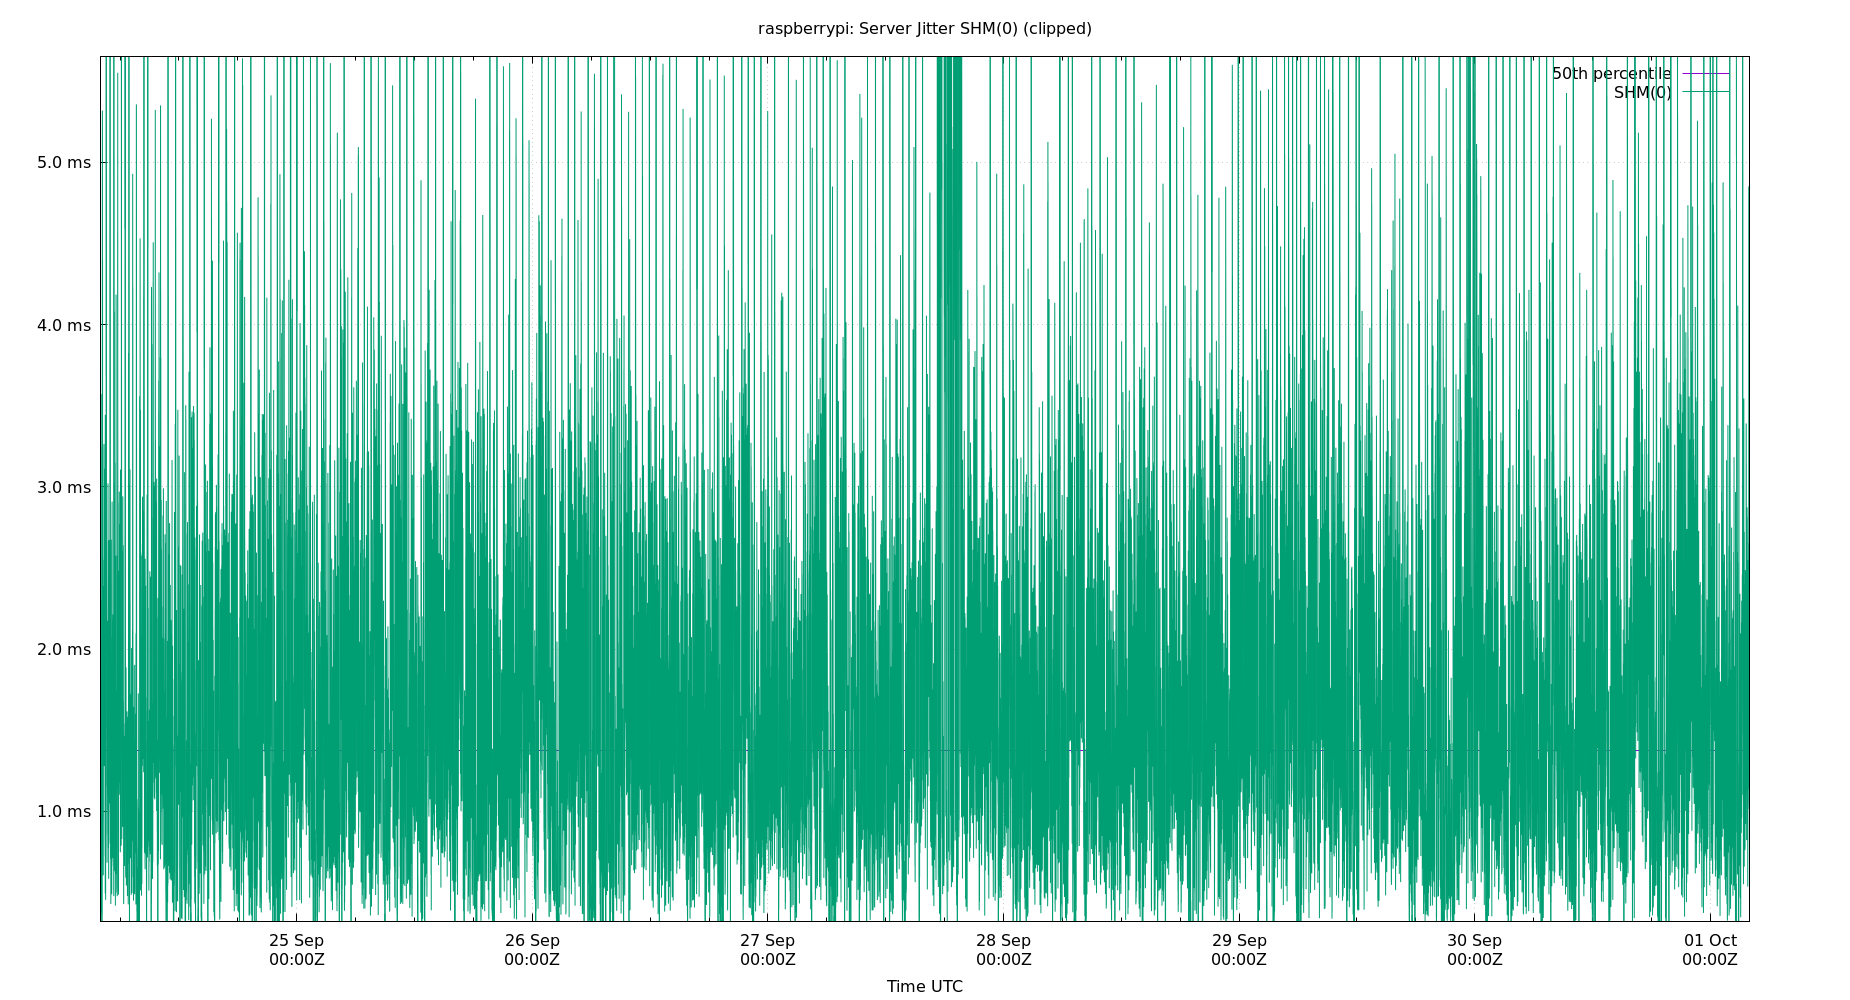 raspberrypi: Server Jitter SHM(0) (clipped)
50th percentile
SHM(0)
5.0 ms
4.0 ms
3.0 ms
2.0 ms
1.0 ms
25 Sep 26 Sep 27 Sep 28 Sep 29 Sep 30 Sep 01 Oct
00:00Z 00:00Z 00:00Z 00:00Z 00:00Z 00:00Z 00:00Z
Time UTC